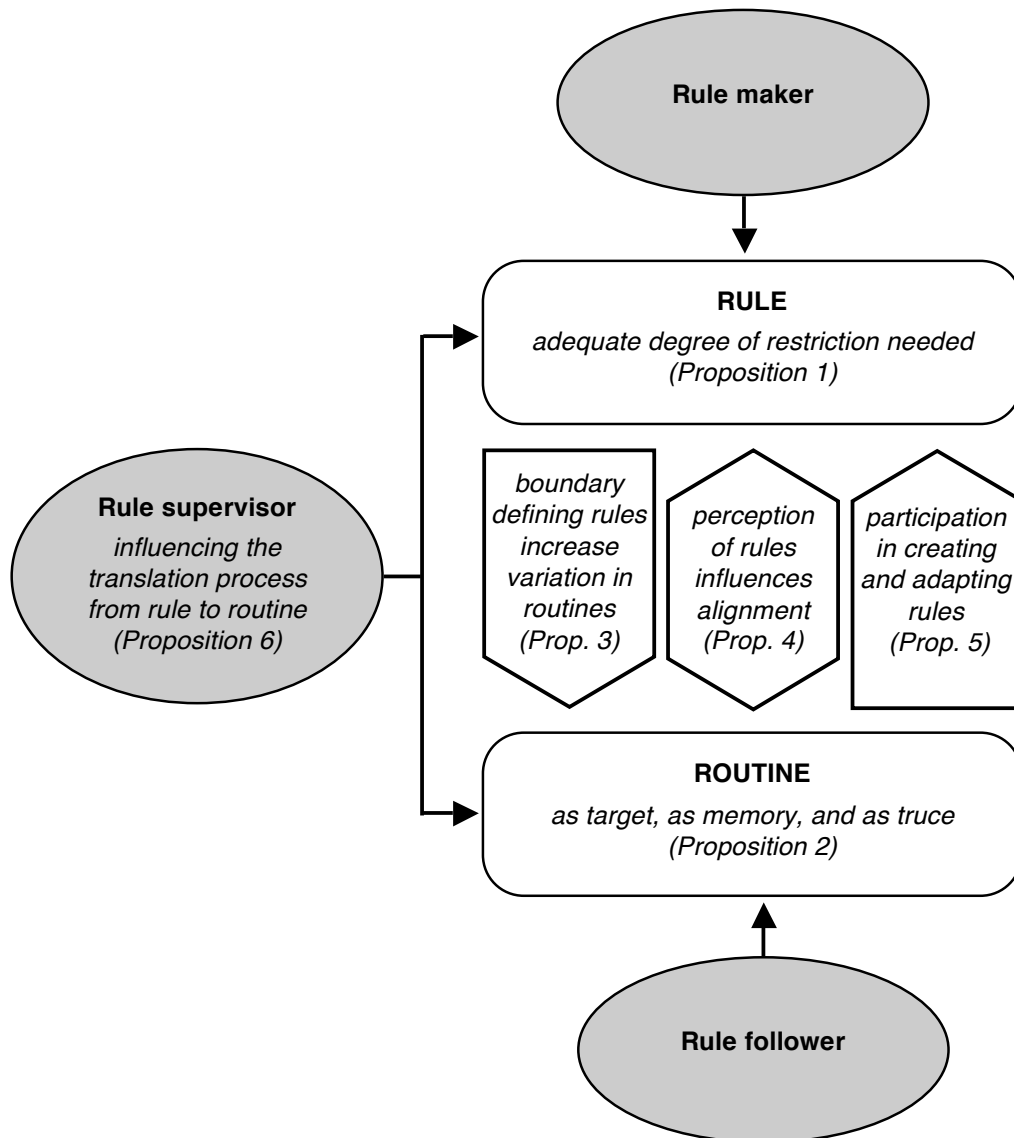 Rule maker
RULE
adequate degree of restriction needed
(Proposition 1)
Rule supervisor
influencing the
translation process
from rule to routine
(Proposition 6)
boundary
defining rules
increase
variation in
routines
(Prop. 3)
perception
of rules
influences
alignment
(Prop. 4)
participation
in creating
and adapting
rules
(Prop. 5)
ROUTINE
as target, as memory, and as truce
(Proposition 2)
Rule follower